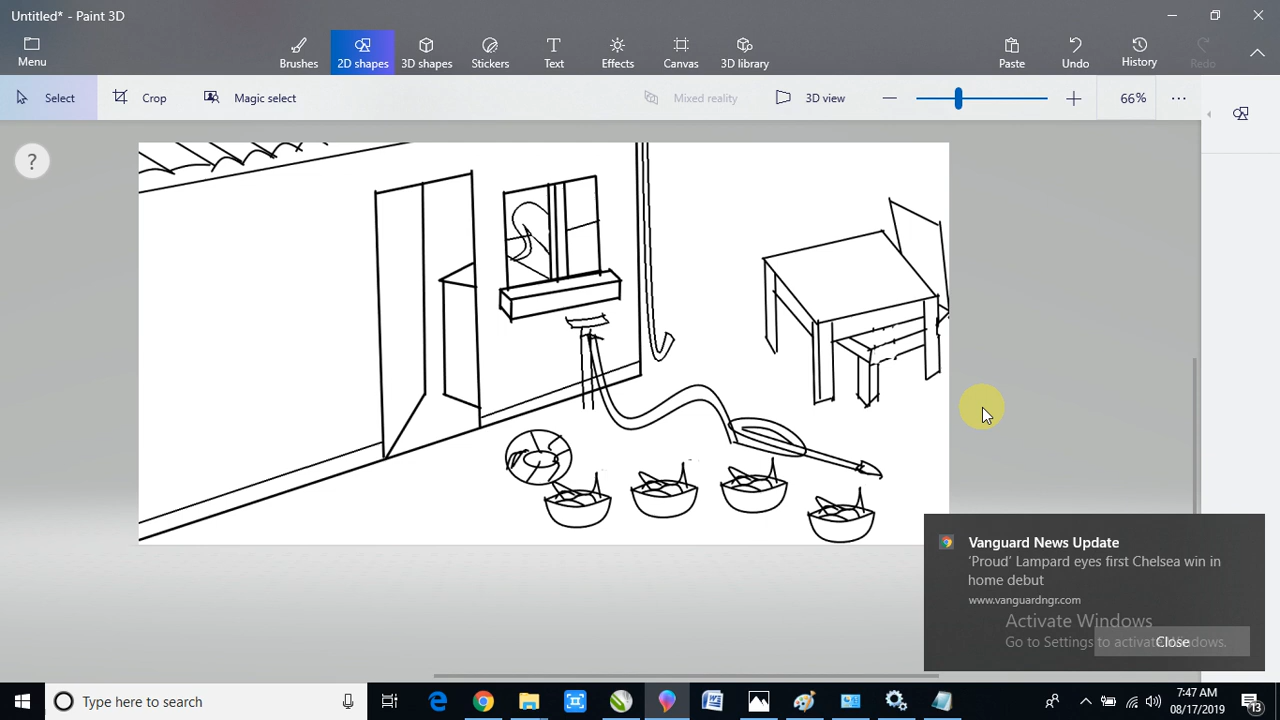 Untitled* - Paint 3D
Menu
Brushes
2D shapes
3D shapes
Stickers
Text
Effects
Canvas
3D library
Paste
Undo
History
Redo
Select
Crop
Magic select
Mixed reality
3D view
66%
?
Vanguard News Update
‘Proud’ Lampard eyes first Chelsea win in
home debut
www.vanguardngr.com
Activate Windows
Go to Settings to activate Windows.
Close
Type here to search
7:47 AM
08/17/2019
13